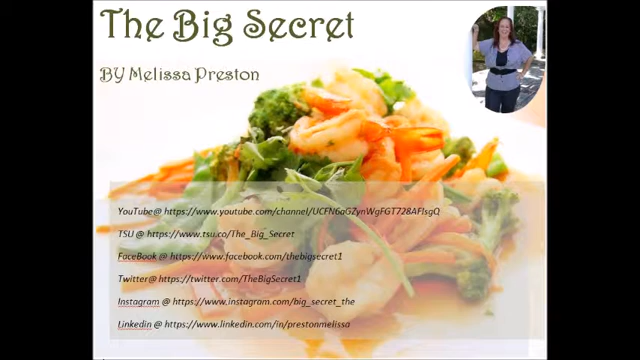 The Big Secret
BY Melissa Preston
YouTube@ https://www.youtube.com/channel/UCFN6aGZynWgFGT728AFlsgQ
TSU @ https://www.tsu.co/The_Big_Secret
FaceBook @ https://www.facebook.com/thebigsecret1
Twitter@ https://twitter.com/TheBigSecret1
Instagram @ https://www.instagram.com/big_secret_the
Linkedin @ https://www.linkedin.com/in/prestonmelissa